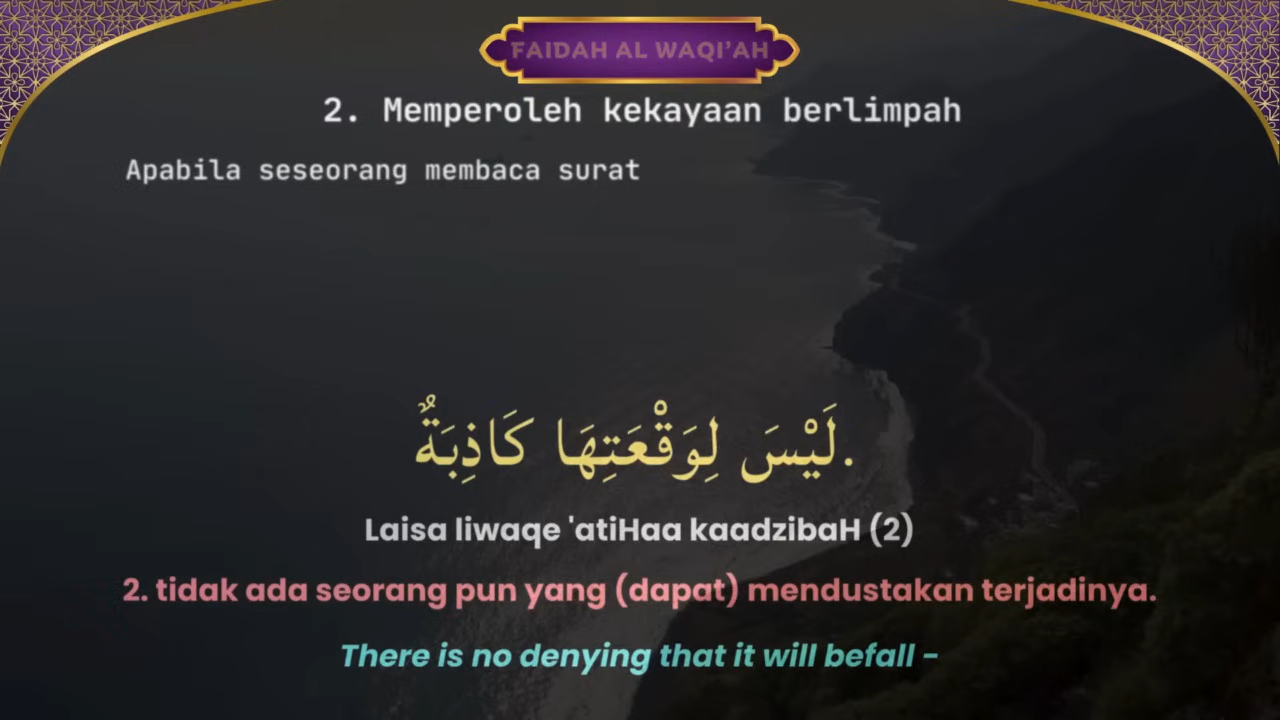 FAIDAH AL WAQI'AH
2. Memperoleh kekayaan berlimpah
Apabila seseorang membaca surat
لَيْسَ لِوَقْعَتِهَا كَاذِبَةٌ.
Laisa liwaqe 'atiHaa kaadzibaH (2)
2. tidak ada seorang pun yang (dapat) mendustakan terjadinya.
There is no denying that it will befall -